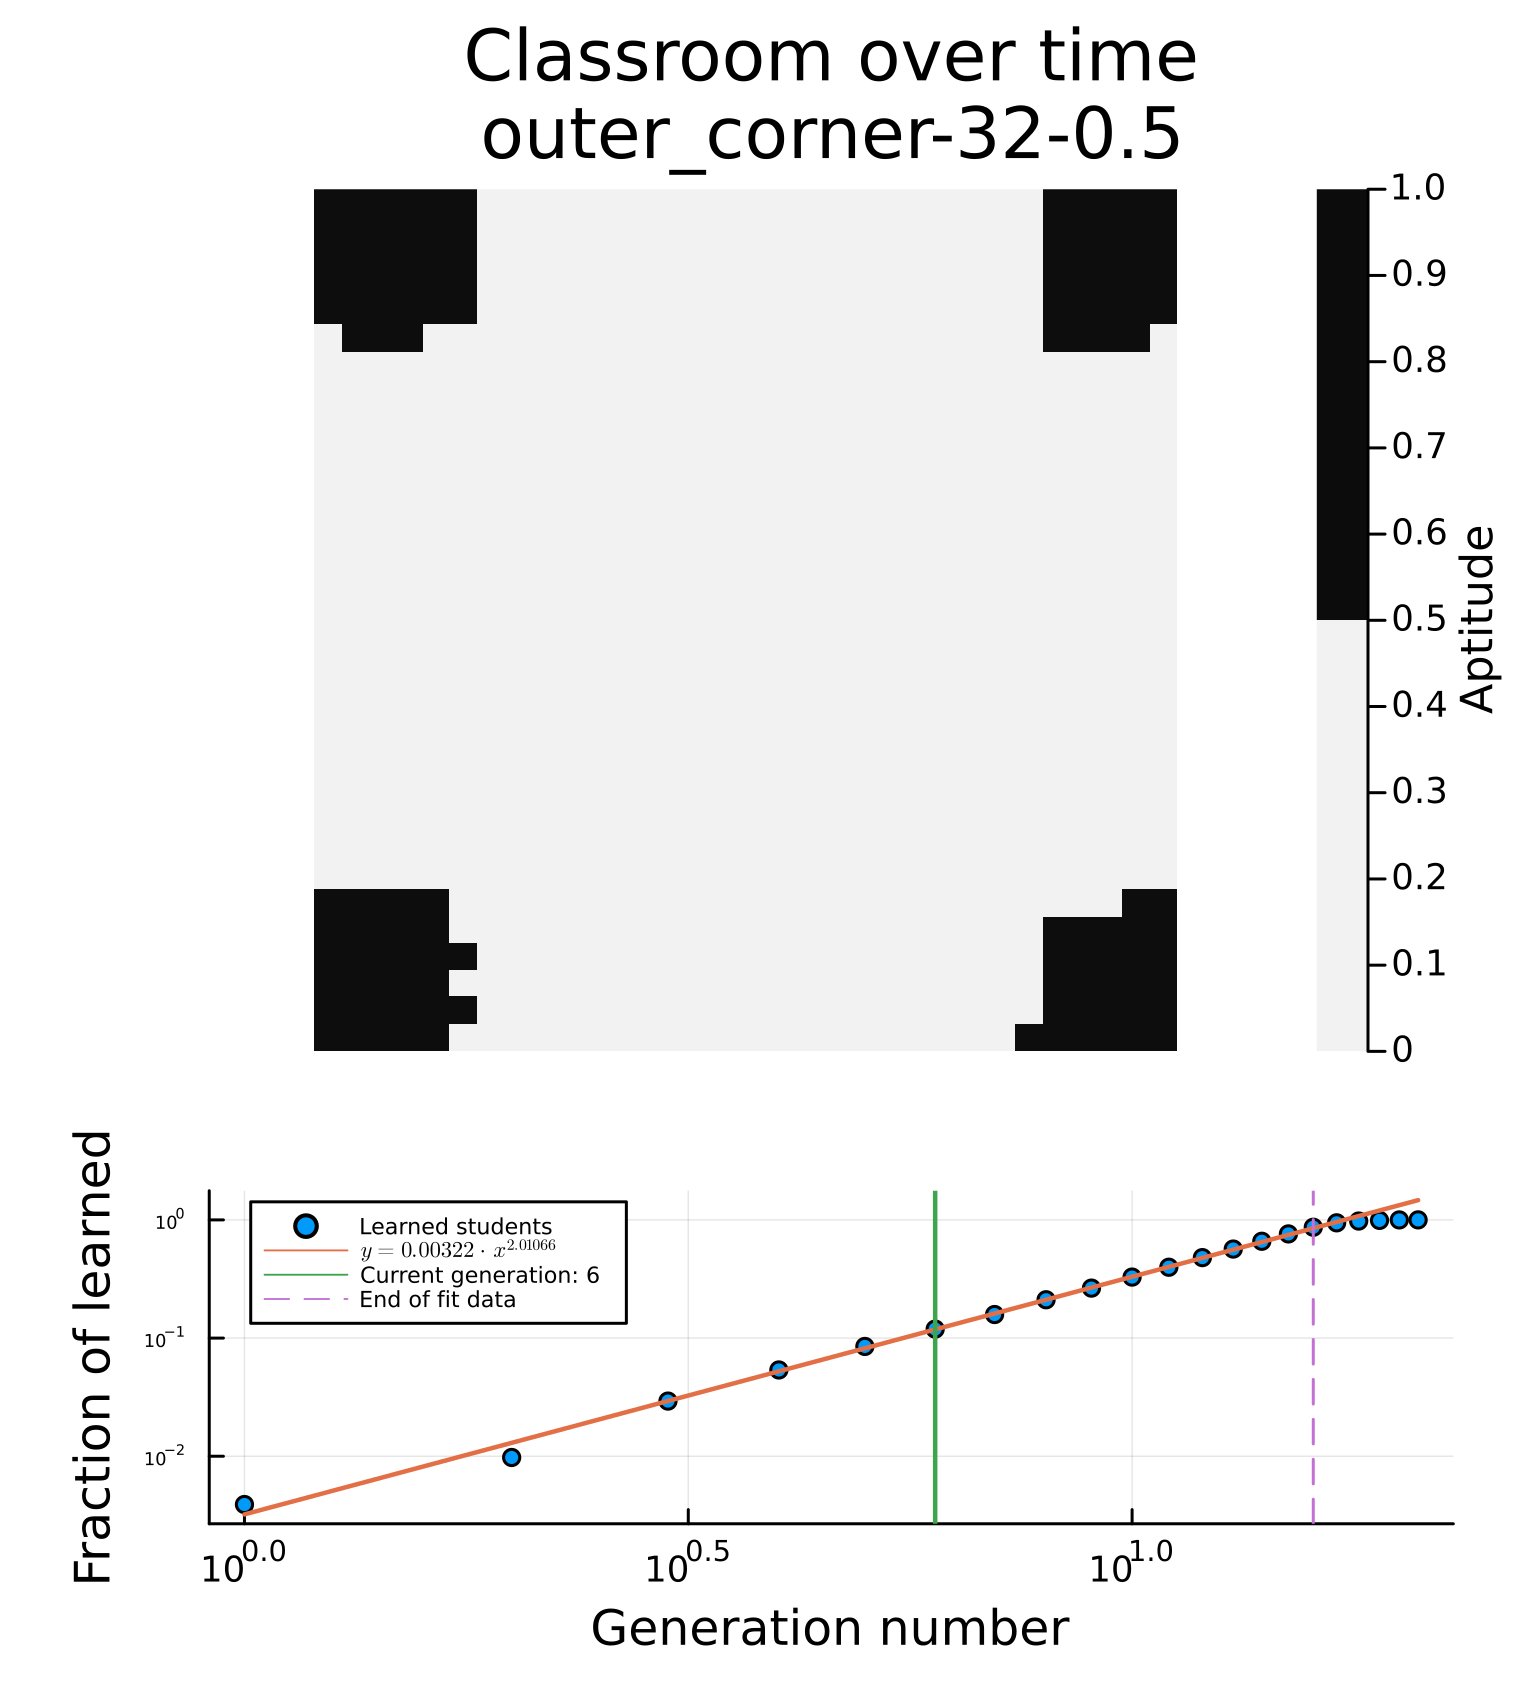 Classroom over time
outer_corner-32-0.5
1.0
0.9
0.8
0.7
0.6
0.5
0.4
0.3
0.2
0.1
0
Aptitude
Fraction of learned
10⁰
10⁻¹
10⁻²
Learned students
y = 0.00322 · x^2.01066
Current generation: 6
End of fit data
10^0.0
10^0.5
10^1.0
Generation number